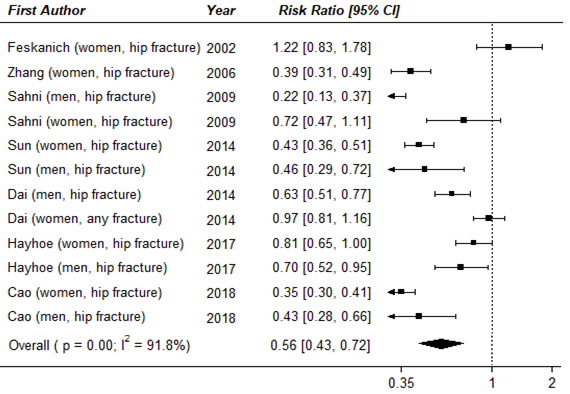 First Author Year Risk Ratio [95% CI]
Feskanich (women, hip fracture) 2002 1.22 [0.83, 1.78]
Zhang (women, hip fracture) 2006 0.39 [0.31, 0.49]
Sahni (men, hip fracture) 2009 0.22 [0.13, 0.37]
Sahni (women, hip fracture) 2009 0.72 [0.47, 1.11]
Sun (women, hip fracture) 2014 0.43 [0.36, 0.51]
Sun (men, hip fracture) 2014 0.46 [0.29, 0.72]
Dai (men, hip fracture) 2014 0.63 [0.51, 0.77]
Dai (women, any fracture) 2014 0.97 [0.81, 1.16]
Hayhoe (women, hip fracture) 2017 0.81 [0.65, 1.00]
Hayhoe (men, hip fracture) 2017 0.70 [0.52, 0.95]
Cao (women, hip fracture) 2018 0.35 [0.30, 0.41]
Cao (men, hip fracture) 2018 0.43 [0.28, 0.66]
Overall ( p = 0.00; I² = 91.8%) 0.56 [0.43, 0.72]
0.35 1 2